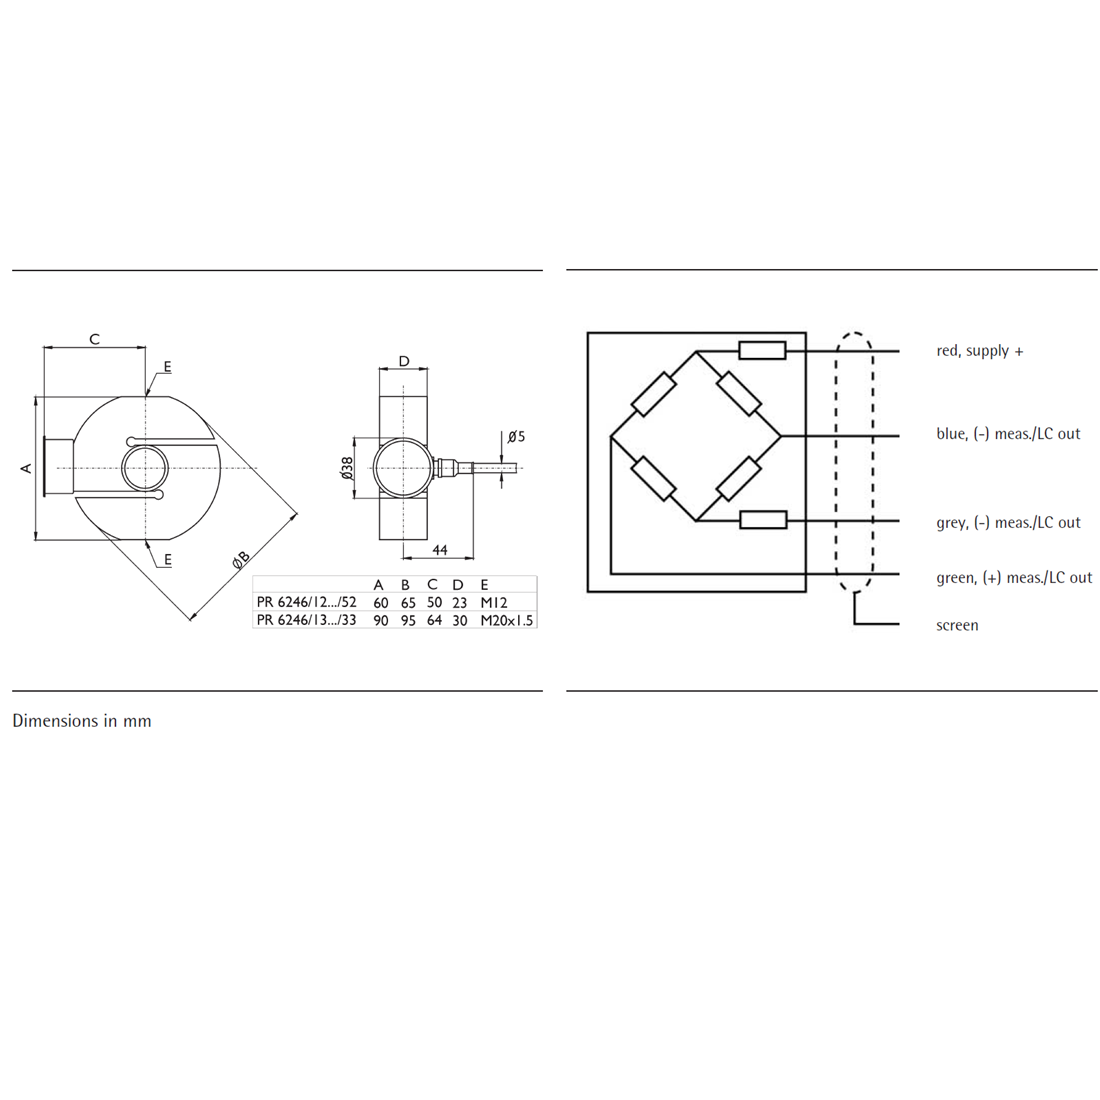 C
E
A
E
ØB
D
Ø38
Ø5
44
A B C D E
PR 6246/12.../52 60 65 50 23 M12
PR 6246/13.../33 90 95 64 30 M20x1.5
Dimensions in mm
red, supply +
blue, (-) meas./LC out
grey, (-) meas./LC out
green, (+) meas./LC out
screen